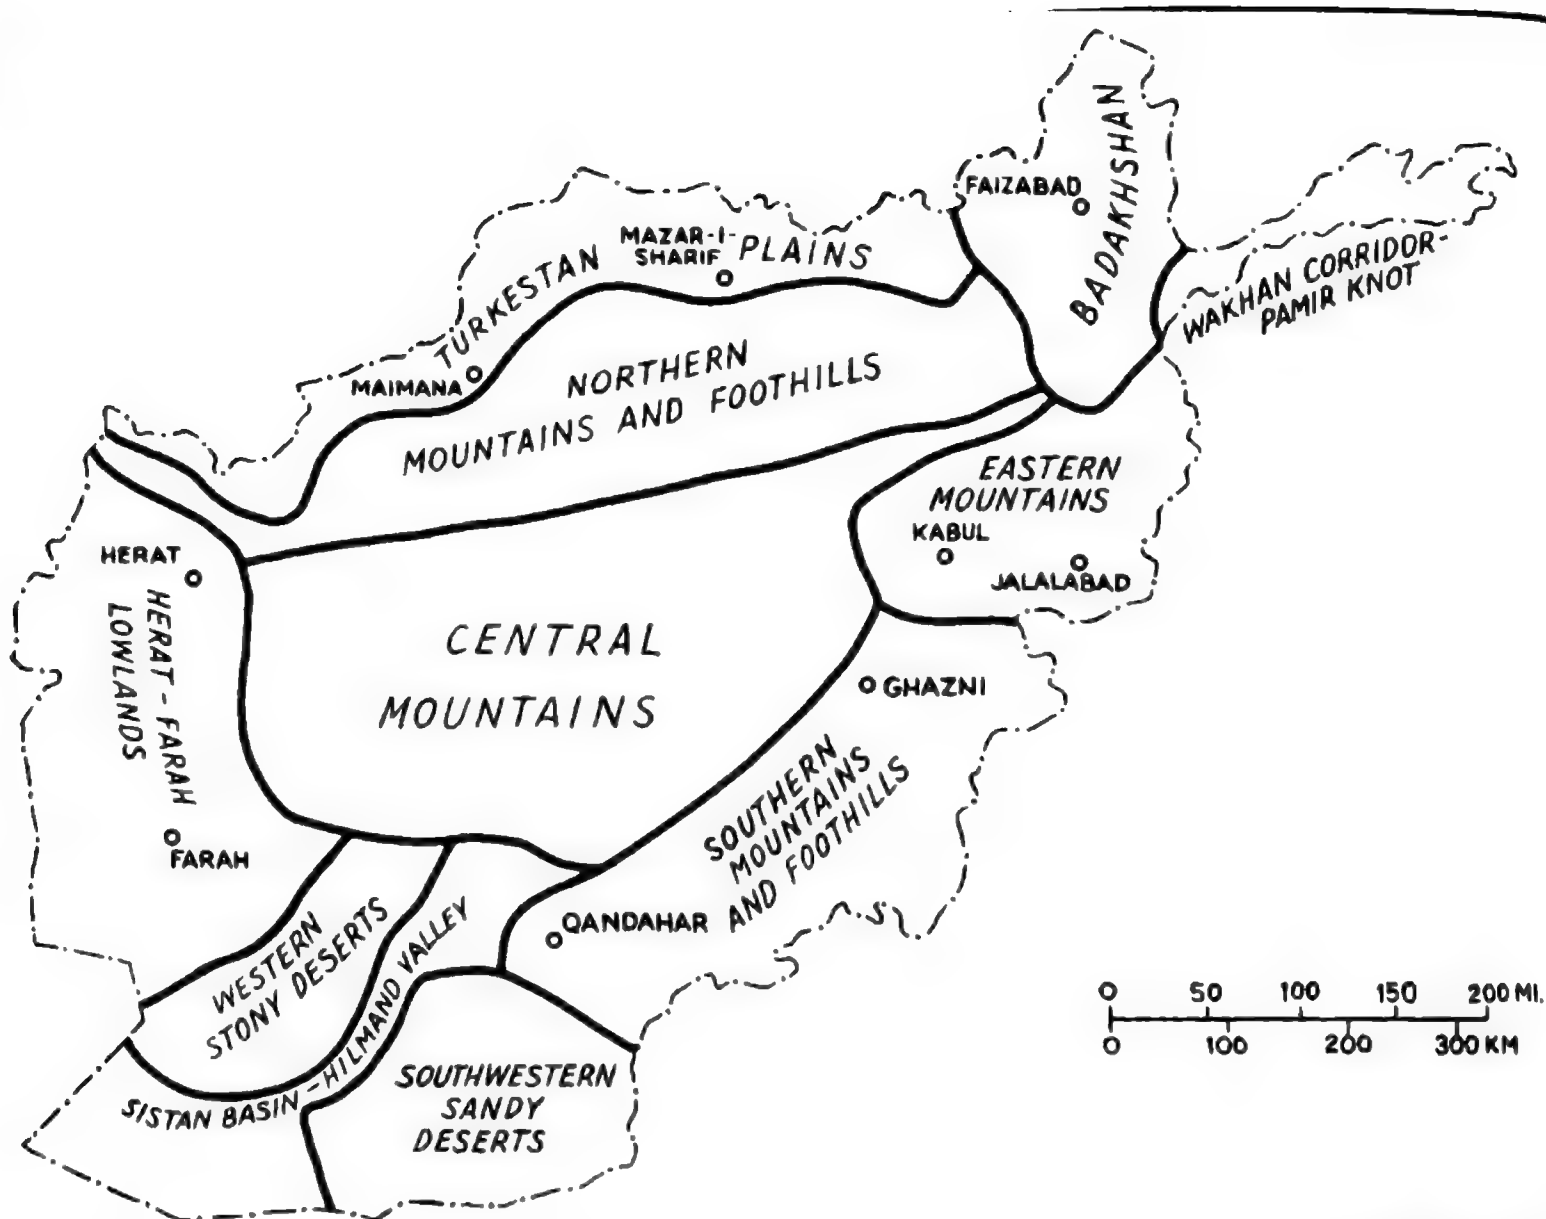 BADAKHSHAN
FAIZABAD
WAKHAN CORRIDOR-
PAMIR KNOT
TURKESTAN PLAINS
MAZAR-I-
SHARIF
MAIMANA
NORTHERN
MOUNTAINS AND FOOTHILLS
EASTERN
MOUNTAINS
KABUL
JALALABAD
HERAT
HERAT-FARAH
LOWLANDS
CENTRAL
MOUNTAINS
GHAZNI
SOUTHERN
MOUNTAINS
AND FOOTHILLS
FARAH
QANDAHAR
WESTERN
STONY DESERTS
SISTAN BASIN-HILMAND VALLEY
SOUTHWESTERN
SANDY
DESERTS
0 50 100 150 200 MI.
0 100 200 300 KM